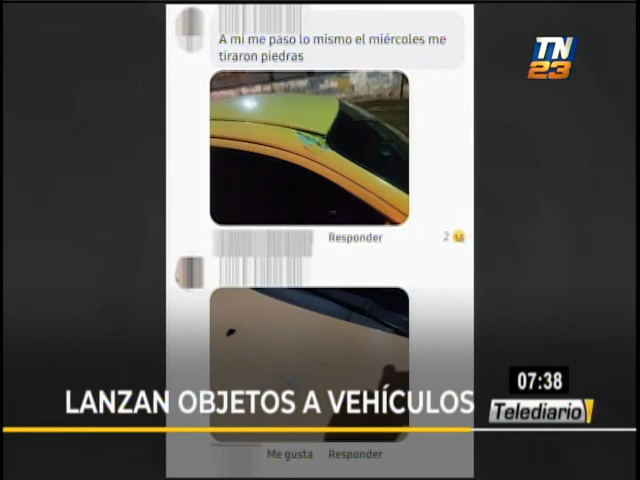 A mi me paso lo mismo el miércoles me
tiraron piedras
TN
23
Responder
2
LANZAN OBJETOS A VEHÍCULOS
07:38
Telediario
Me gusta
Responder